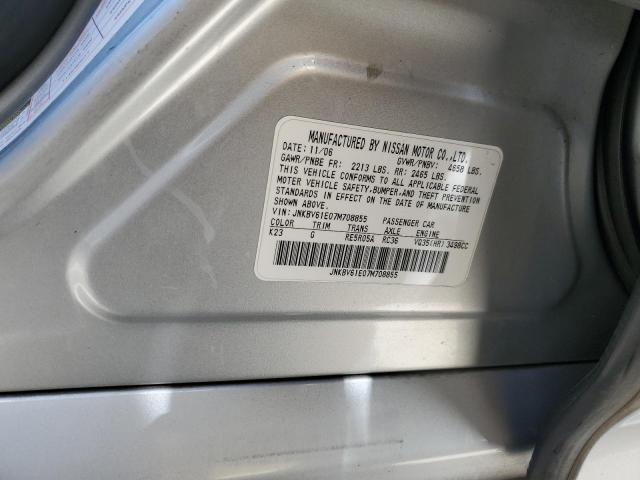 MANUFACTURED BY NISSAN MOTOR CO.,LTD.
DATE: 11/06 GVWR/PNBV: 4658 LBS.
GAWR/PNBE FR: 2213 LBS. RR: 2465 LBS.
THIS VEHICLE CONFORMS TO ALL APPLICABLE FEDERAL
MOTOR VEHICLE SAFETY,BUMPER,AND THEFT PREVENTION
STANDARDS IN EFFECT ON THE DATE OF MANUFACTURE
SHOWN ABOVE.
VIN: JNKBV61E07M708855 PASSENGER CAR
COLOR TRIM TRANS AXLE ENGINE
K23 G RE5R05A RC36 VQ35(HR) 3498CC
JNKBV61E07M708855